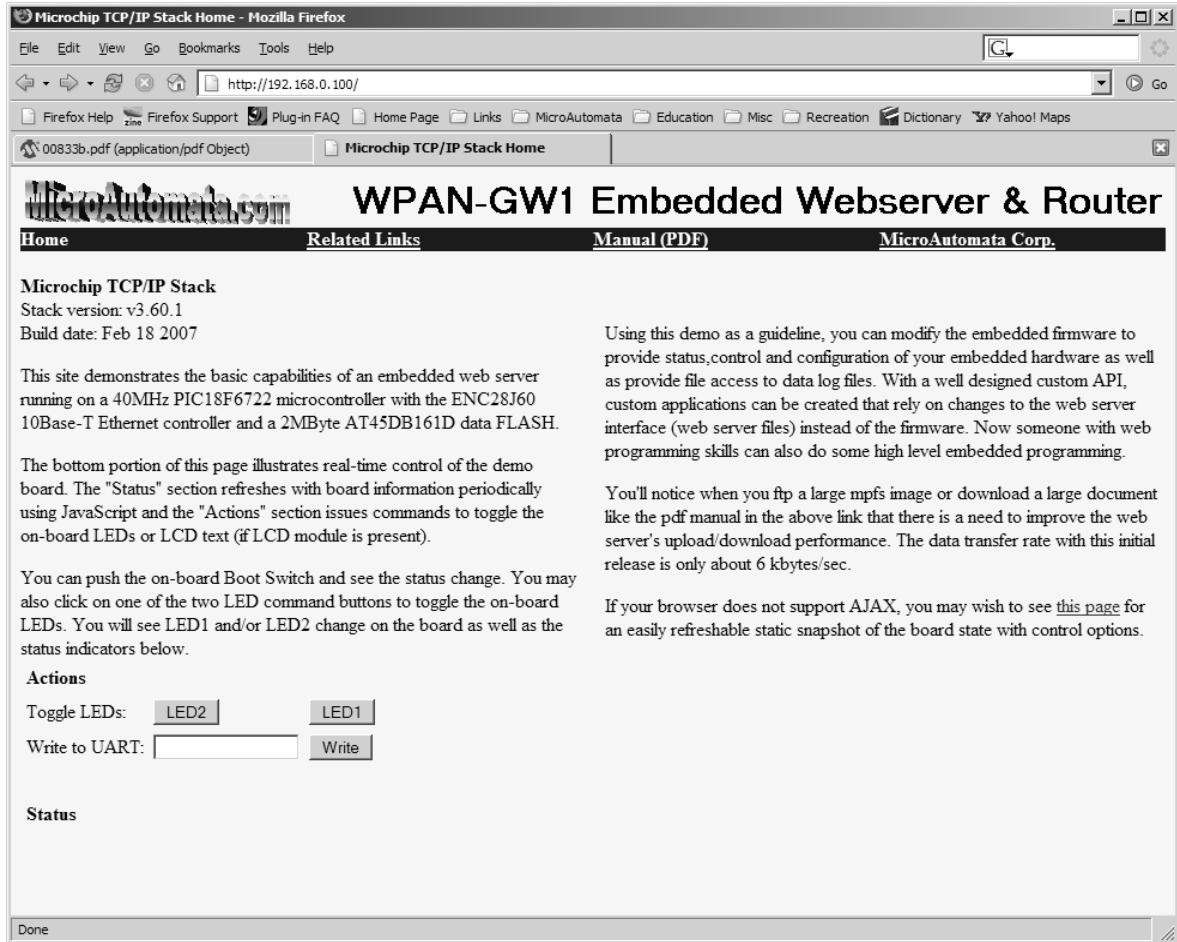 Microchip TCP/IP Stack Home - Mozilla Firefox
File Edit View Go Bookmarks Tools Help
G
http://192.168.0.100/
Go
Firefox Help Firefox Support Plug-in FAQ Home Page Links MicroAutomata Education Misc Recreation Dictionary Yahoo! Maps
00833b.pdf (application/pdf Object) Microchip TCP/IP Stack Home
MicroAutomata.com WPAN-GW1 Embedded Webserver & Router
Home Related Links Manual (PDF) MicroAutomata Corp.
Microchip TCP/IP Stack
Stack version: v3.60.1
Build date: Feb 18 2007
This site demonstrates the basic capabilities of an embedded web server
running on a 40MHz PIC18F6722 microcontroller with the ENC28J60
10Base-T Ethernet controller and a 2MByte AT45DB161D data FLASH.
The bottom portion of this page illustrates real-time control of the demo
board. The "Status" section refreshes with board information periodically
using JavaScript and the "Actions" section issues commands to toggle the
on-board LEDs or LCD text (if LCD module is present).
You can push the on-board Boot Switch and see the status change. You may
also click on one of the two LED command buttons to toggle the on-board
LEDs. You will see LED1 and/or LED2 change on the board as well as the
status indicators below.
Using this demo as a guideline, you can modify the embedded firmware to
provide status,control and configuration of your embedded hardware as well
as provide file access to data log files. With a well designed custom API,
custom applications can be created that rely on changes to the web server
interface (web server files) instead of the firmware. Now someone with web
programming skills can also do some high level embedded programming.
You'll notice when you ftp a large mpfs image or download a large document
like the pdf manual in the above link that there is a need to improve the web
server's upload/download performance. The data transfer rate with this initial
release is only about 6 kbytes/sec.
If your browser does not support AJAX, you may wish to see this page for
an easily refreshable static snapshot of the board state with control options.
Actions
Toggle LEDs: LED2 LED1
Write to UART: Write
Status
Done